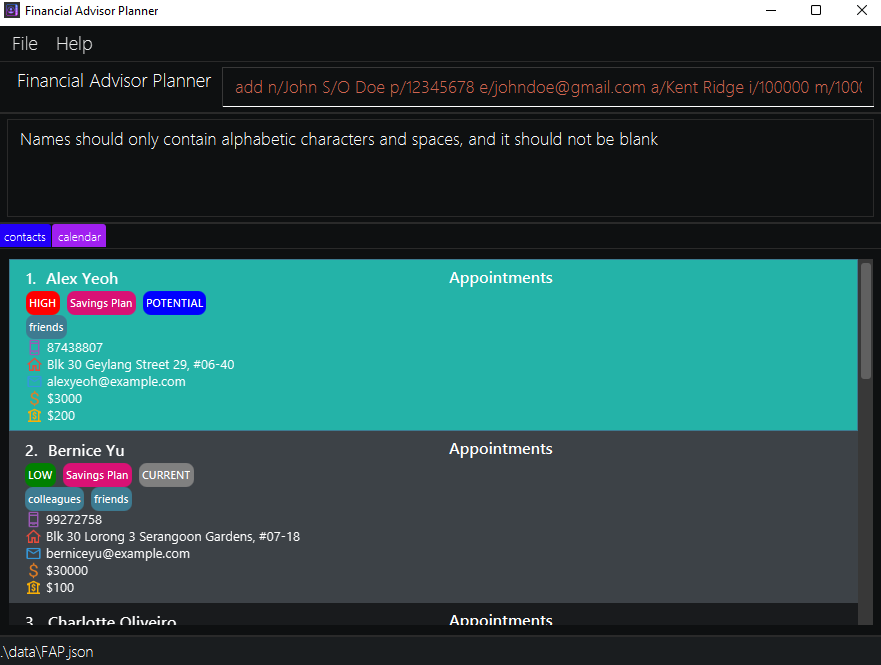 Financial Advisor Planner
File Help
Financial Advisor Planner
add n/John S/O Doe p/12345678 e/johndoe@gmail.com a/Kent Ridge i/100000 m/100
Names should only contain alphabetic characters and spaces, and it should not be blank
contacts calendar
1. Alex Yeoh
Appointments
HIGH Savings Plan POTENTIAL
friends
87438807
Blk 30 Geylang Street 29, #06-40
alexyeoh@example.com
$3000
$200
2. Bernice Yu
Appointments
LOW Savings Plan CURRENT
colleagues friends
99272758
Blk 30 Lorong 3 Serangoon Gardens, #07-18
berniceyu@example.com
$30000
$100
3. Charlotte Oliveiro
Appointments
.\data\FAP.json